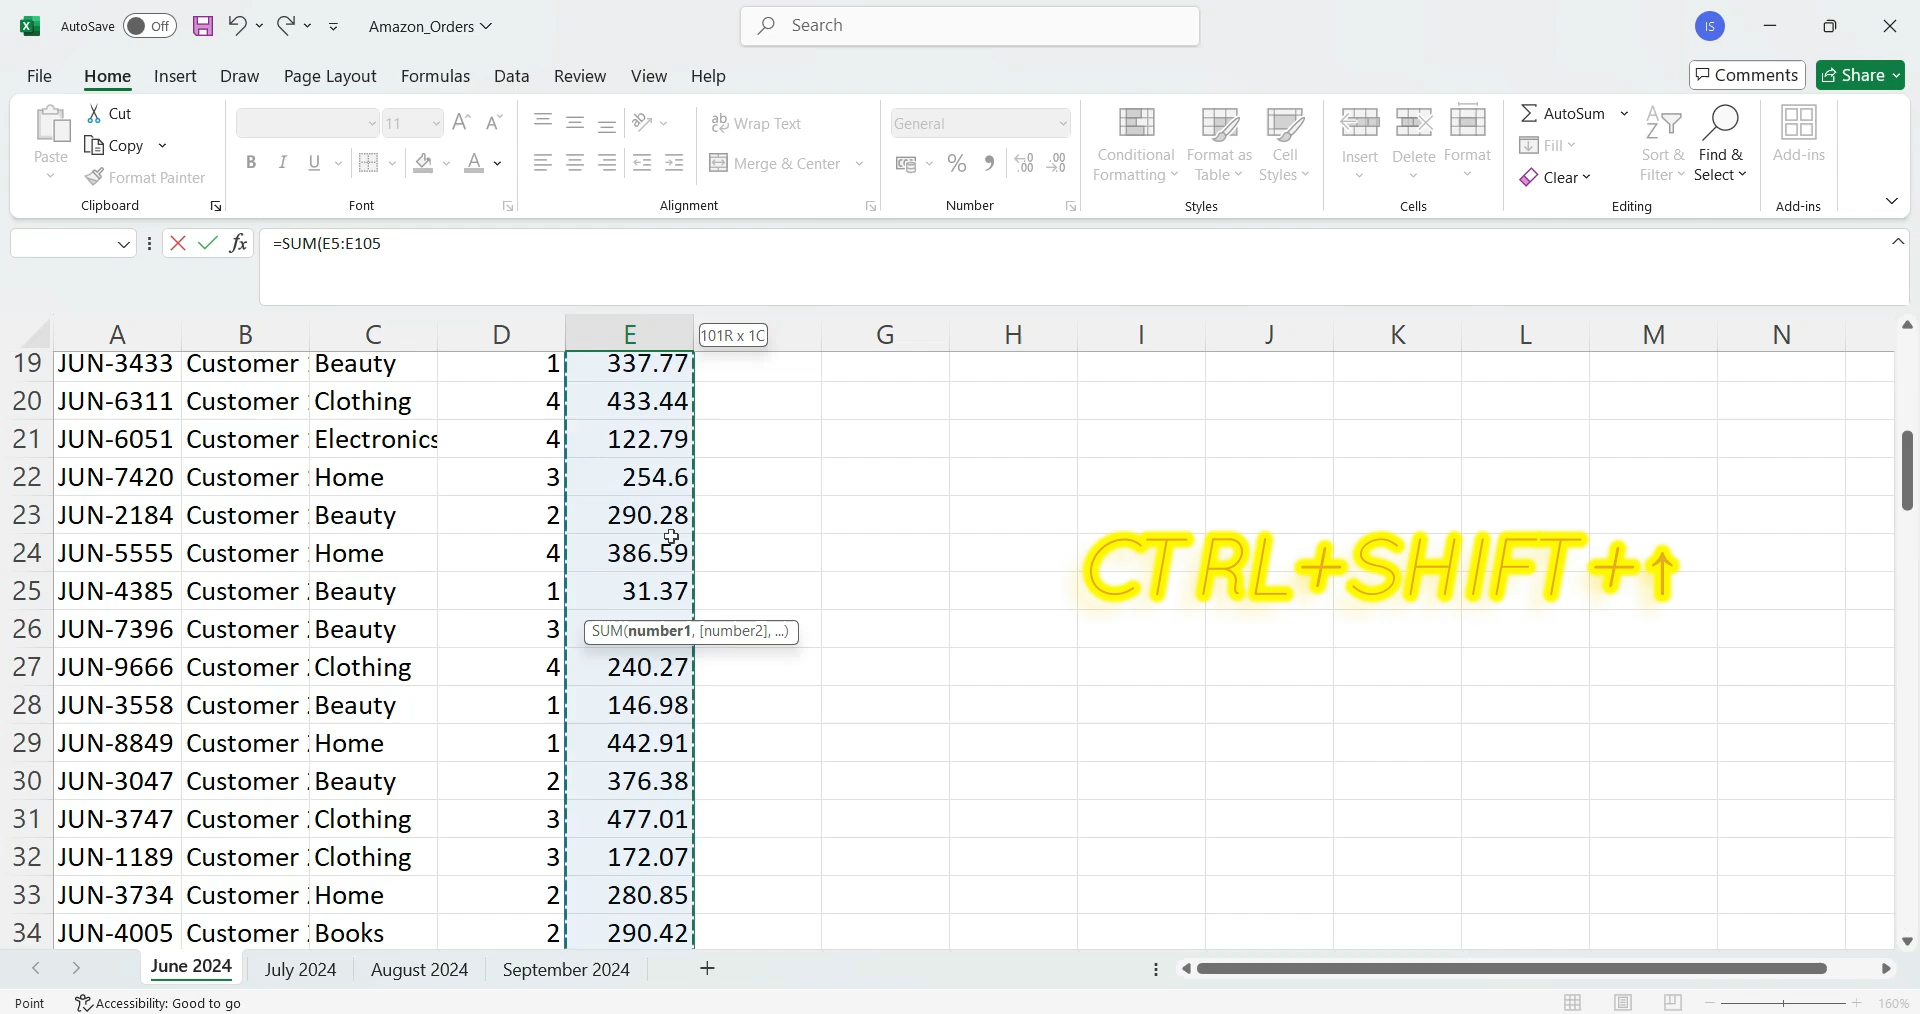 AutoSave Off Amazon_Orders Search IS
File Home Insert Draw Page Layout Formulas Data Review View Help Comments Share
Paste Cut Copy Format Painter Clipboard
11 B I U Font
ab Wrap Text Merge & Center Alignment
General % , Number
Conditional Formatting Format as Table Cell Styles Styles
Insert Delete Format Cells
AutoSum Fill Clear Sort & Filter Find & Select Editing
Add-ins Add-ins
fx =SUM(E5:E105
A B C D E 101R x 1C G H I J K L M N
19 JUN-3433 Customer Beauty 1 337.77
20 JUN-6311 Customer Clothing 4 433.44
21 JUN-6051 Customer Electronics 4 122.79
22 JUN-7420 Customer Home 3 254.6
23 JUN-2184 Customer Beauty 2 290.28
24 JUN-5555 Customer Home 4 386.59
CTRL+SHIFT+↑
25 JUN-4385 Customer Beauty 1 31.37
26 JUN-7396 Customer Beauty 3
SUM(number1, [number2], ...)
27 JUN-9666 Customer Clothing 4 240.27
28 JUN-3558 Customer Beauty 1 146.98
29 JUN-8849 Customer Home 1 442.91
30 JUN-3047 Customer Beauty 2 376.38
31 JUN-3747 Customer Clothing 3 477.01
32 JUN-1189 Customer Clothing 3 172.07
33 JUN-3734 Customer Home 2 280.85
34 JUN-4005 Customer Books 2 290.42
June 2024 July 2024 August 2024 September 2024 +
Point Accessibility: Good to go 160%